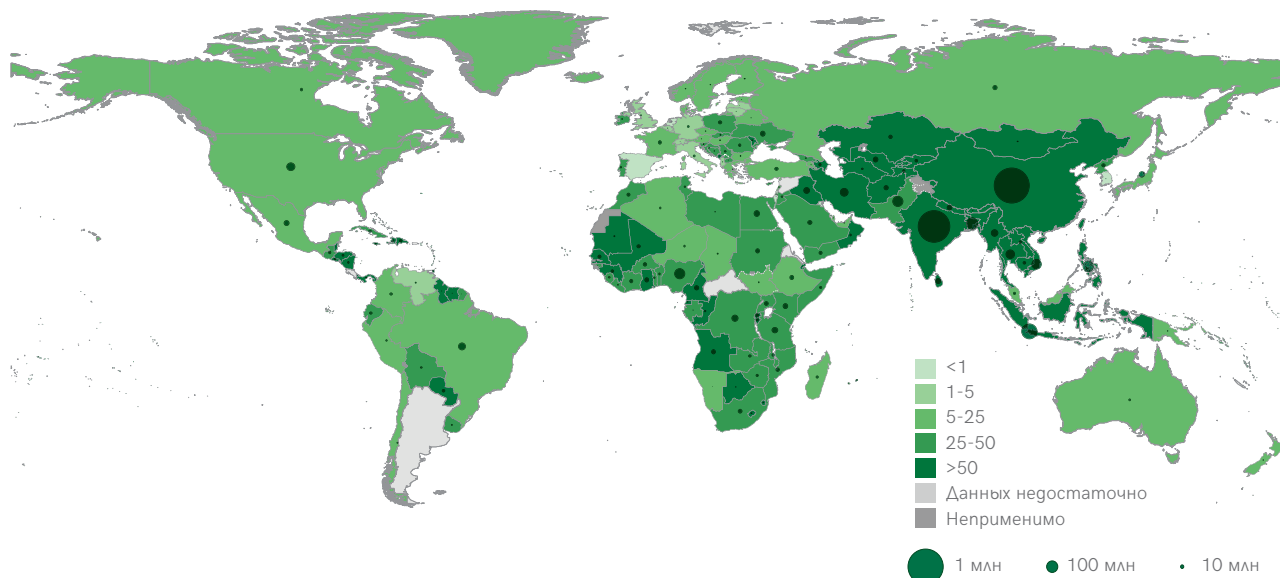 <1
1-5
5-25
25-50
>50
Данных недостаточно
Неприменимо
1 млн 100 млн 10 млн